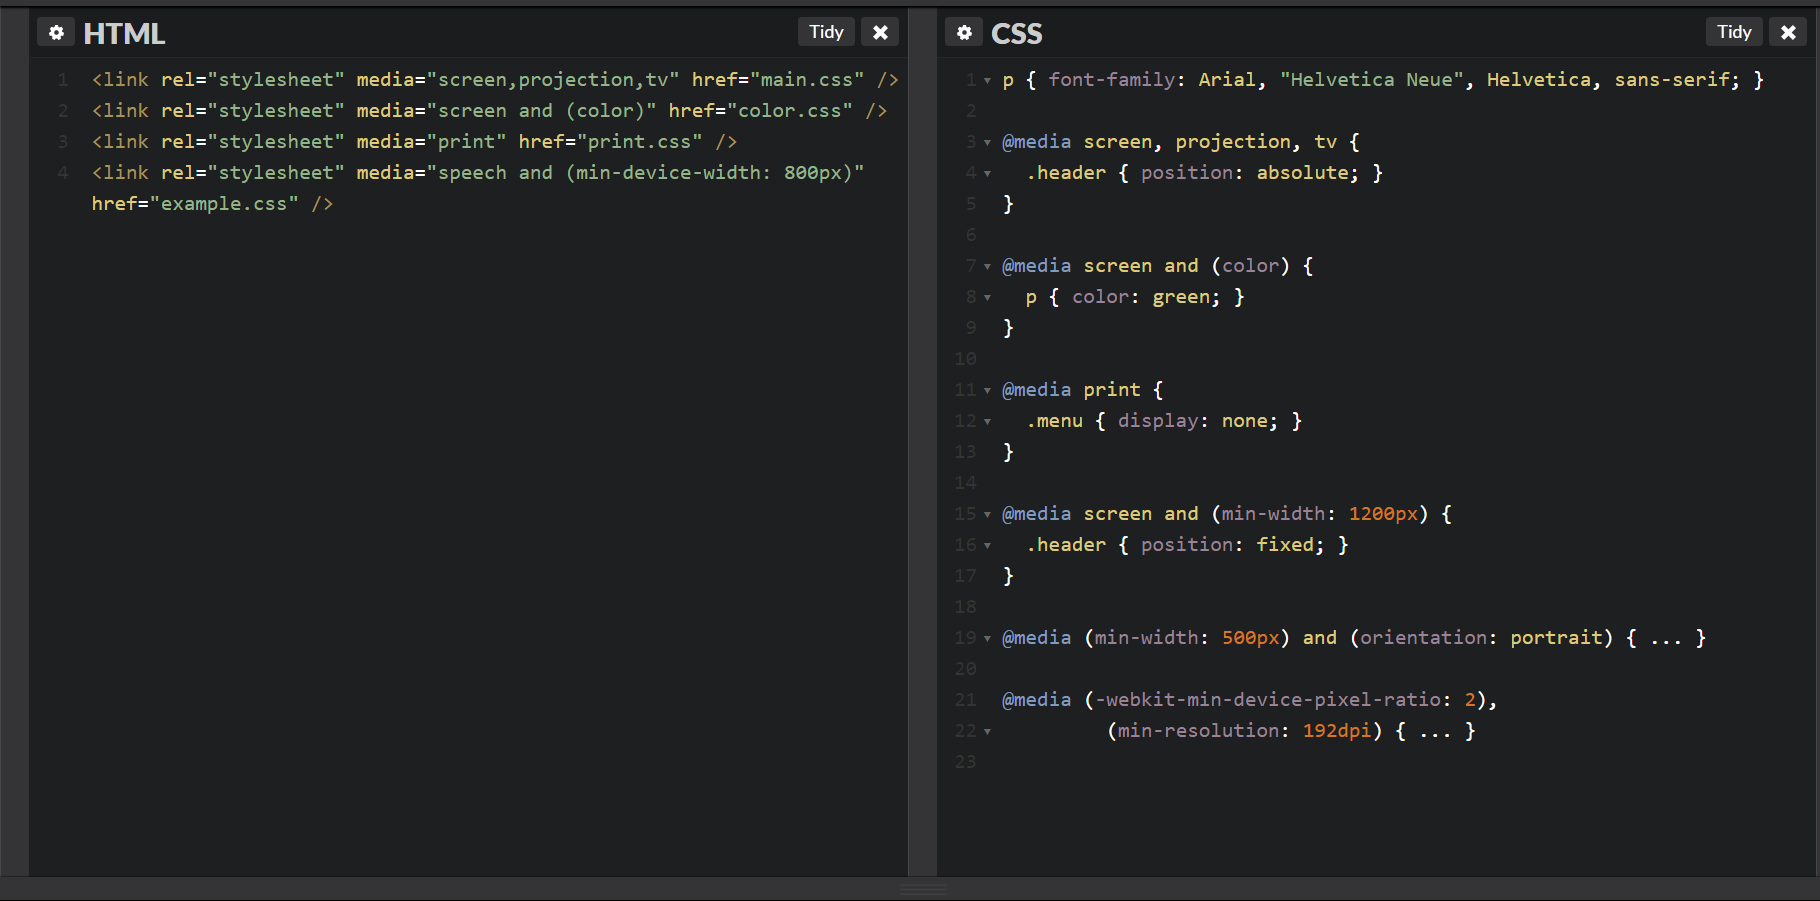 HTML
Tidy
1 <link rel="stylesheet" media="screen,projection,tv" href="main.css" />
2 <link rel="stylesheet" media="screen and (color)" href="color.css" />
3 <link rel="stylesheet" media="print" href="print.css" />
4 <link rel="stylesheet" media="speech and (min-device-width: 800px)"
href="example.css" />
CSS
Tidy
1 p { font-family: Arial, "Helvetica Neue", Helvetica, sans-serif; }
2
3 @media screen, projection, tv {
4   .header { position: absolute; }
5 }
6
7 @media screen and (color) {
8   p { color: green; }
9 }
10
11 @media print {
12   .menu { display: none; }
13 }
14
15 @media screen and (min-width: 1200px) {
16   .header { position: fixed; }
17 }
18
19 @media (min-width: 500px) and (orientation: portrait) { ... }
20
21 @media (-webkit-min-device-pixel-ratio: 2),
22          (min-resolution: 192dpi) { ... }
23